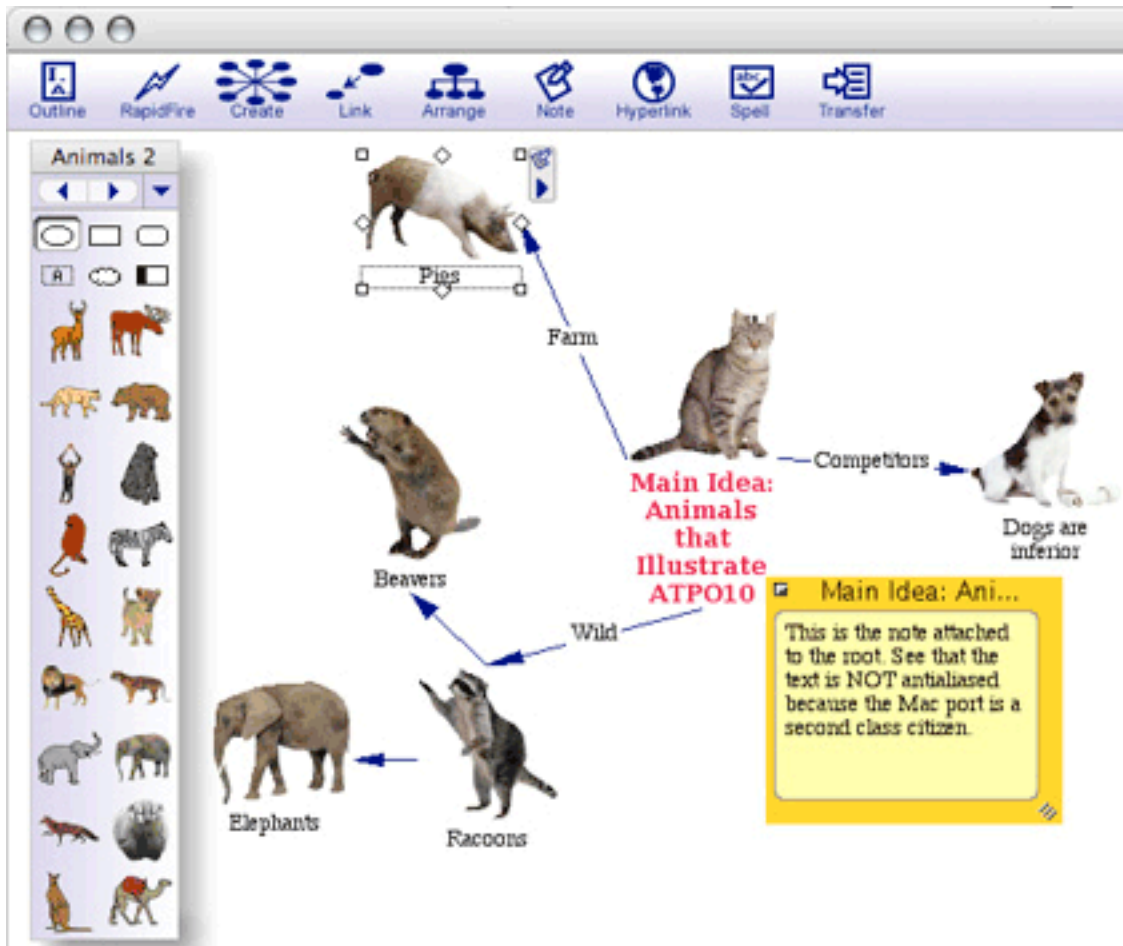 Outline RapidFire Create Link Arrange Note Hyperlink Spell Transfer
Animals 2
A
Pigs
Farm
Competitors
Main Idea:
Animals
that
Illustrate
ATPO10
Dogs are
inferior
Beavers
Wild
Main Idea: Ani...
This is the note attached
to the root. See that the
text is NOT antialiased
because the Mac port is a
second class citizen.
Elephants
Racoons